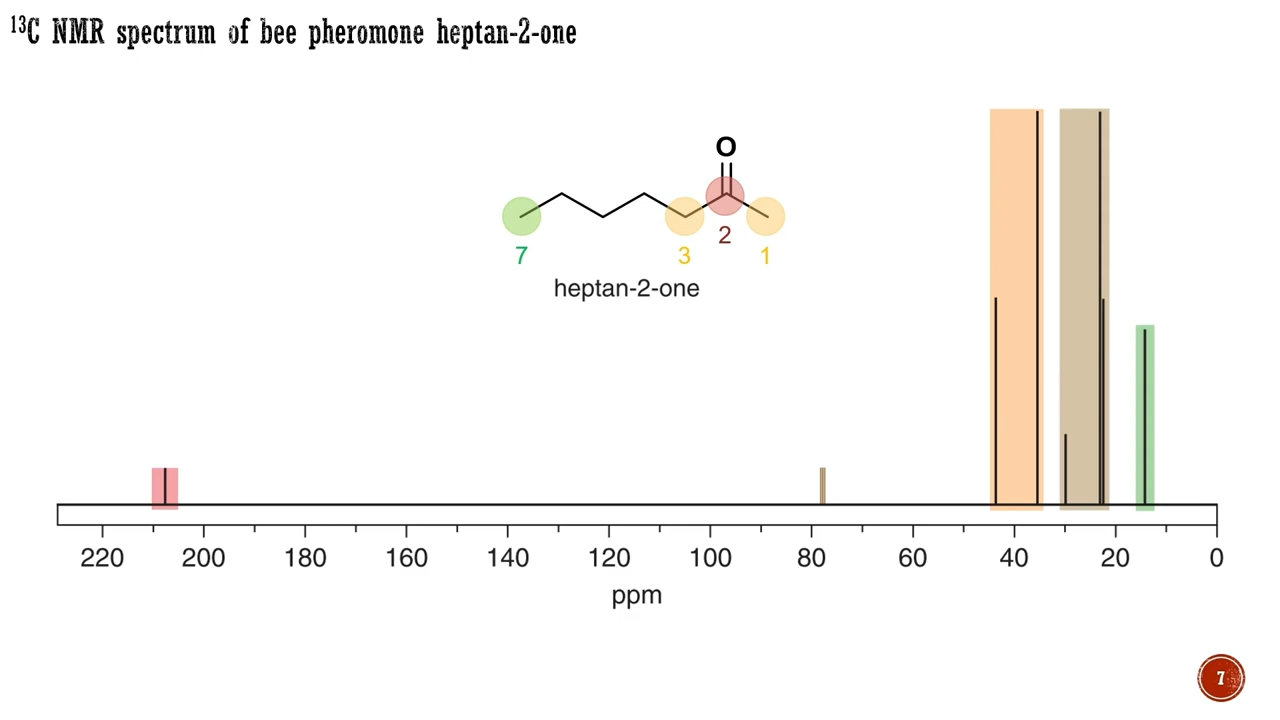 ¹³C NMR spectrum of bee pheromone heptan-2-one
O
2
7 3 1
heptan-2-one
220 200 180 160 140 120 100 80 60 40 20 0
ppm
7